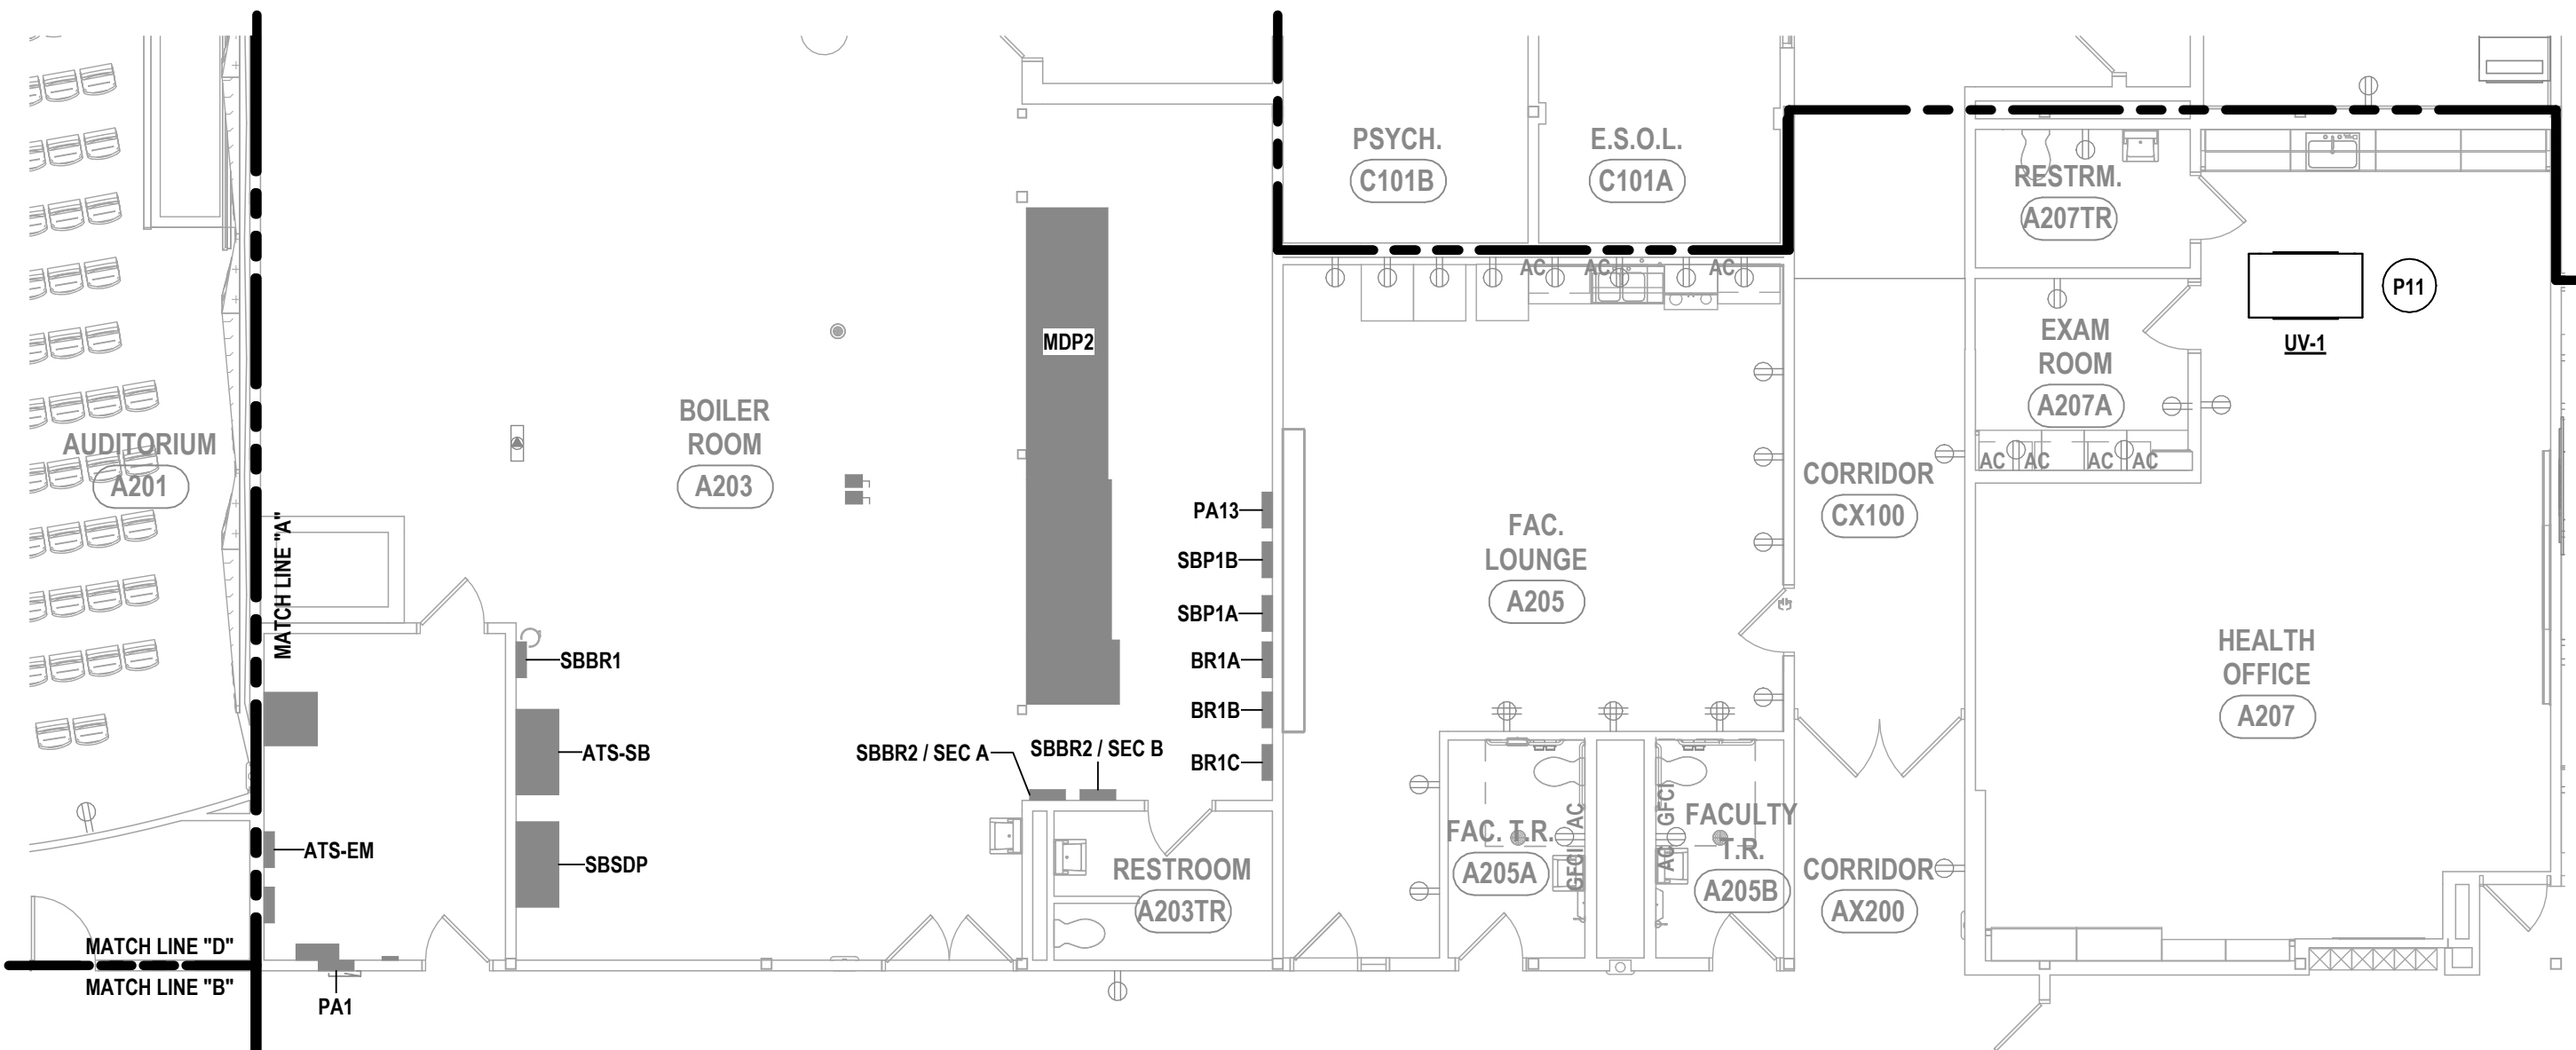 PSYCH.
C101B
E.S.O.L.
C101A
RESTRM.
A207TR
AC
AC
AC
P11
UV-1
EXAM
ROOM
A207A
AC
AC
AC
AC
MDP2
BOILER
ROOM
A203
AUDITORIUM
A201
MATCH LINE "A"
PA13
SBP1B
SBP1A
BR1A
BR1B
BR1C
FAC.
LOUNGE
A205
CORRIDOR
CX100
HEALTH
OFFICE
A207
SBBR1
ATS-SB
SBSDP
ATS-EM
SBBR2 / SEC A
SBBR2 / SEC B
RESTROOM
A203TR
FAC. T.R.
A205A
GFCI
AC
AC
GFCI
FACULTY
T.R.
A205B
CORRIDOR
AX200
MATCH LINE "D"
MATCH LINE "B"
PA1